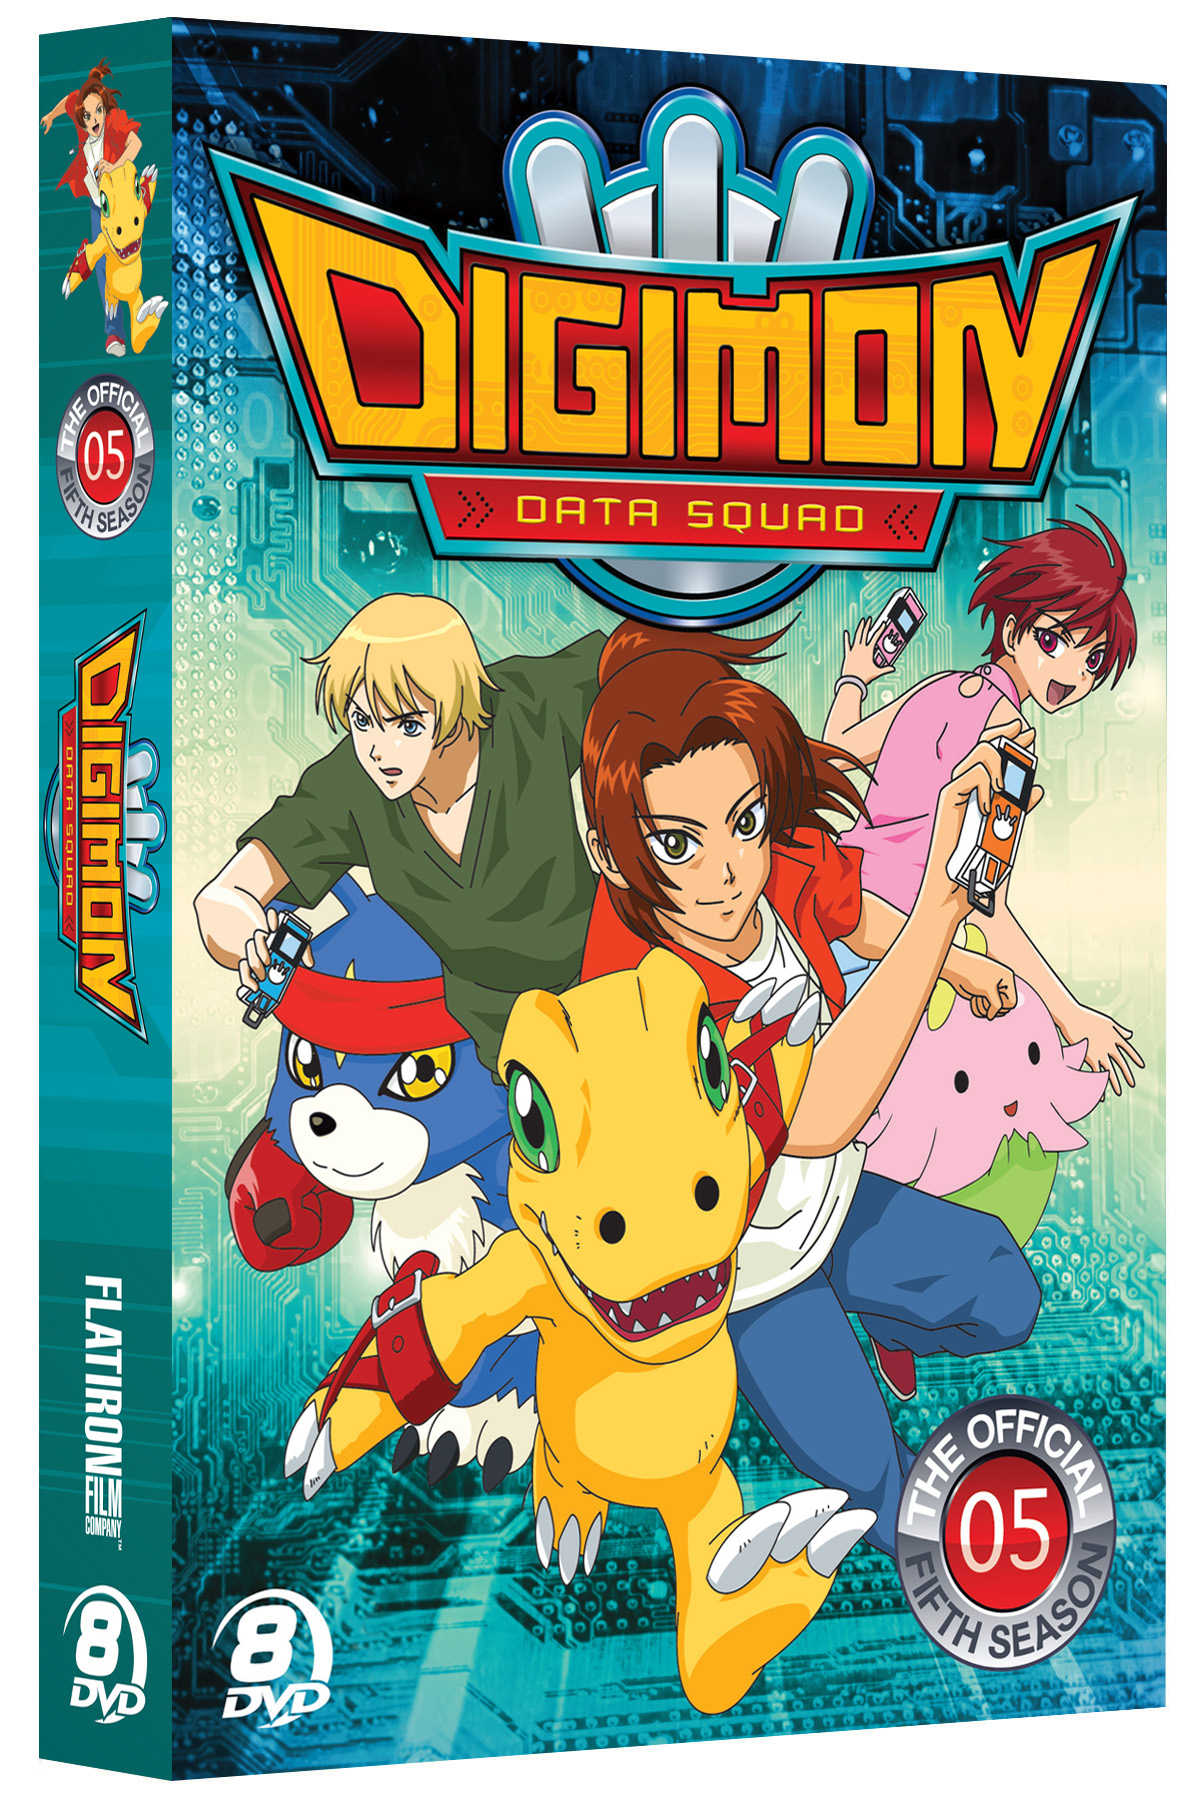 THE OFFICIAL
05
FIFTH SEASON
DIGIMON
DATA SQUAD
FLATIRON
FILM
COMPANY™
8
DVD
DIGIMON
DATA SQUAD
THE OFFICIAL
05
FIFTH SEASON
8
DVD